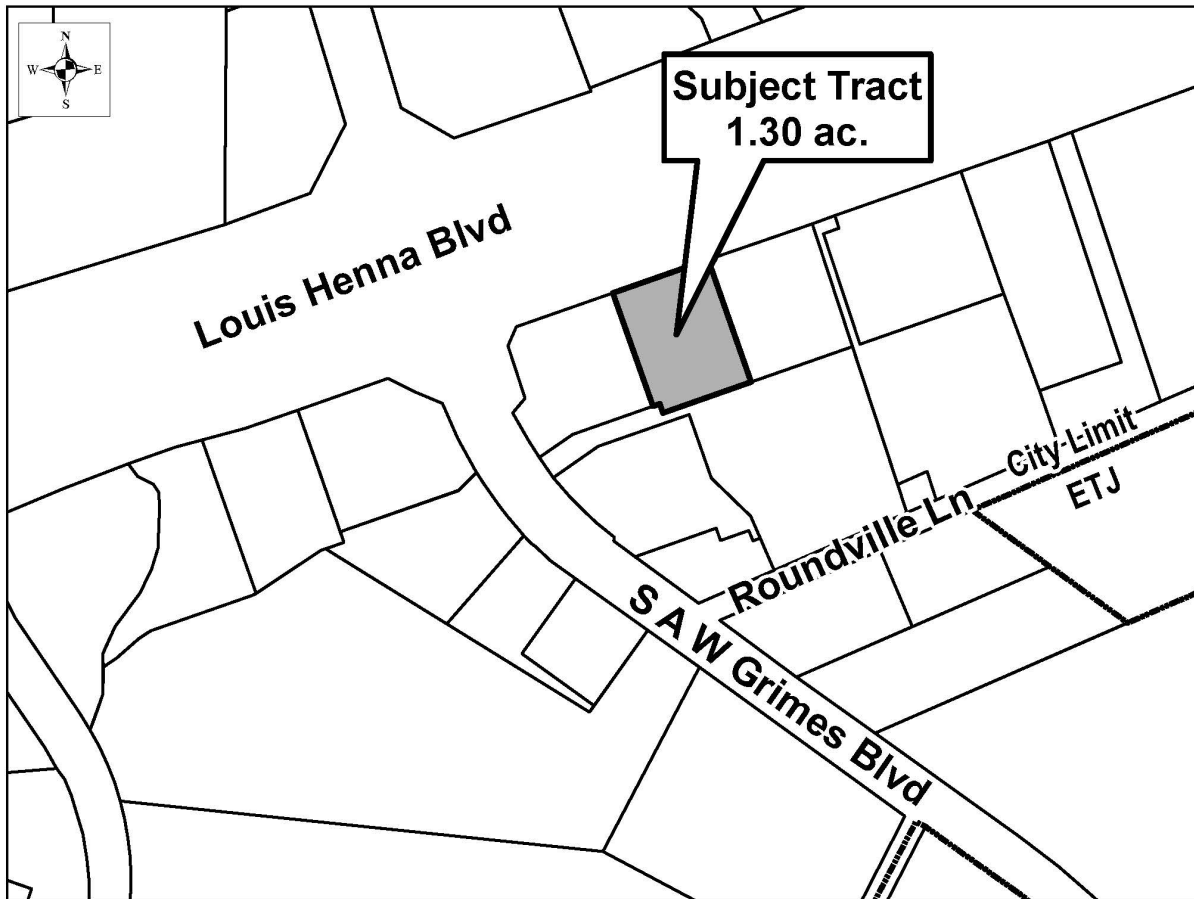 N
W E
S
Subject Tract
1.30 ac.
Louis Henna Blvd
City Limit
ETJ
Roundville Ln
S A W Grimes Blvd